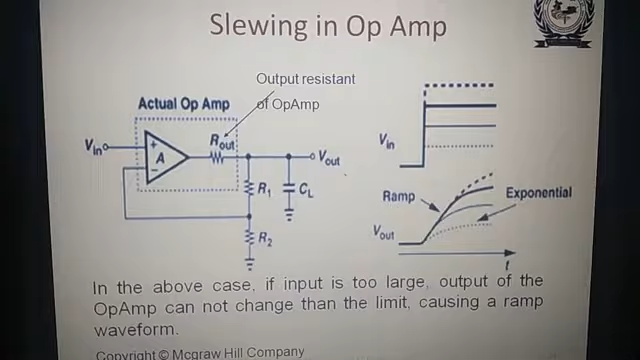 Slewing in Op Amp
Output resistant
of OpAmp
Actual Op Amp
Vin
+
A
−
Rout
Vout
R1
CL
R2
Vin
Ramp
Exponential
Vout
t
In the above case, if input is too large, output of the
OpAmp can not change than the limit, causing a ramp
waveform.
Copyright © Mcgraw Hill Company